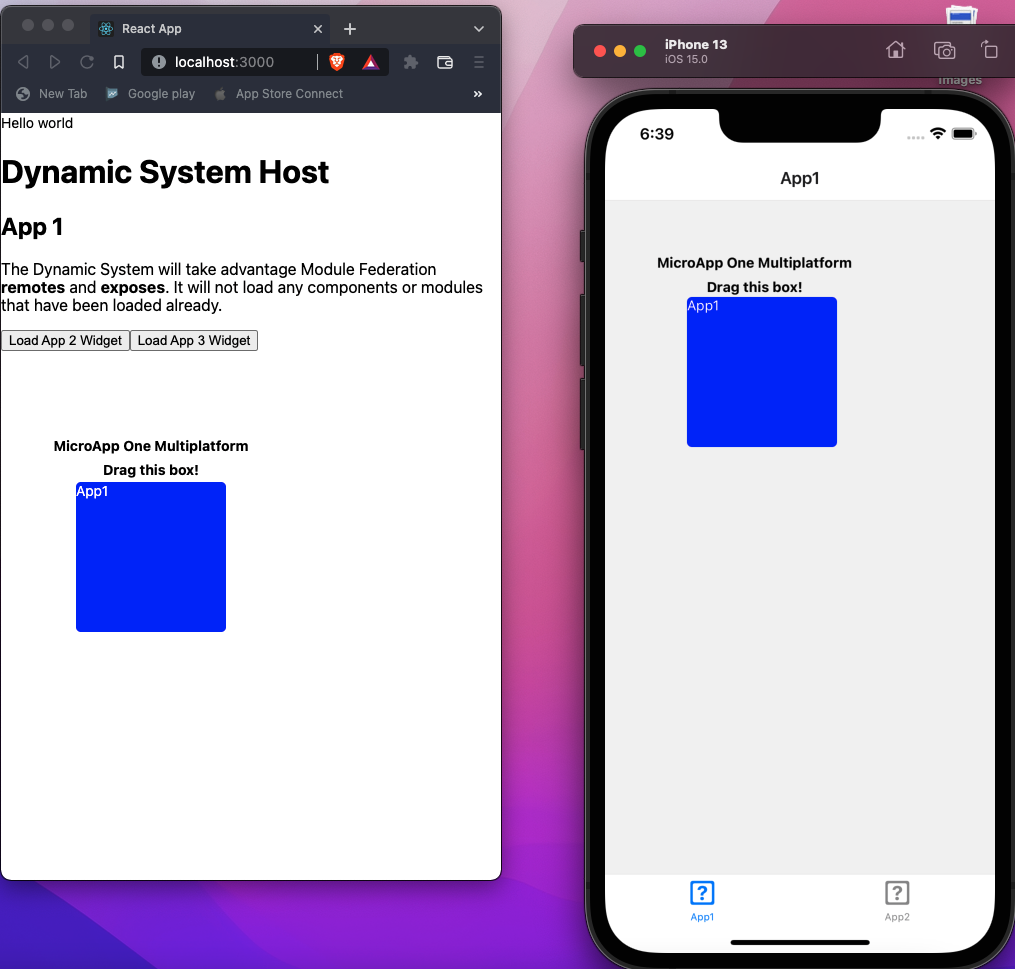 React App
localhost:3000
New Tab
Google play
App Store Connect
»
Hello world
Dynamic System Host
App 1
The Dynamic System will take advantage Module Federation
remotes and exposes. It will not load any components or modules
that have been loaded already.
Load App 2 Widget
Load App 3 Widget
MicroApp One Multiplatform
Drag this box!
App1
iPhone 13
iOS 15.0
Images
6:39
App1
MicroApp One Multiplatform
Drag this box!
App1
App1
App2